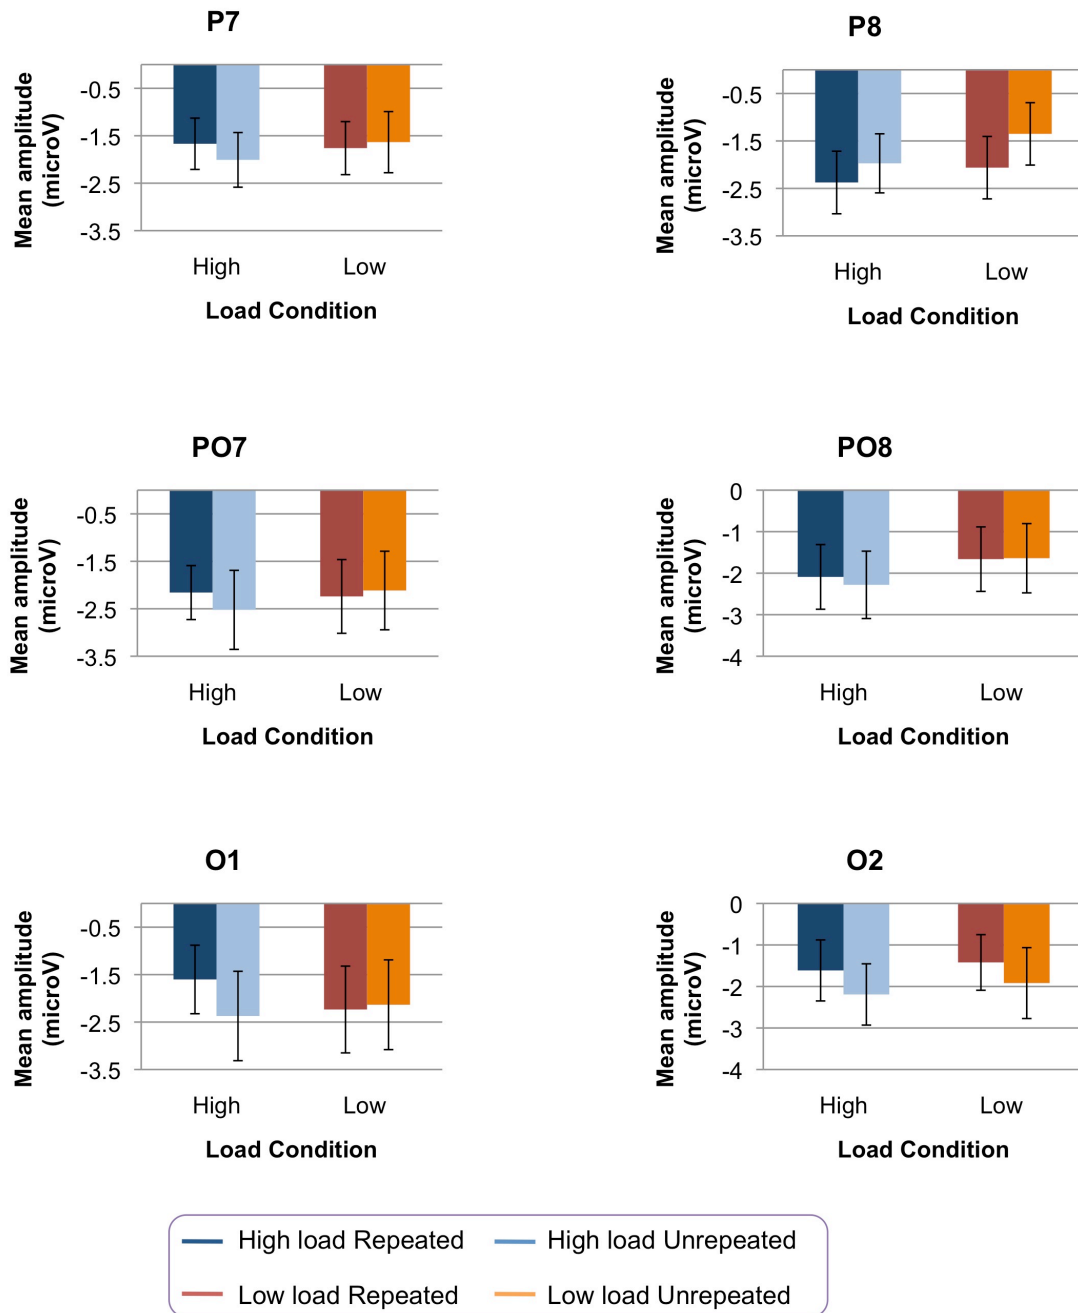 P7
Mean amplitude
(microV)
-0.5
-1.5
-2.5
-3.5
High Low
Load Condition
P8
Mean amplitude
(microV)
-0.5
-1.5
-2.5
-3.5
High Low
Load Condition
PO7
Mean amplitude
(microV)
-0.5
-1.5
-2.5
-3.5
High Low
Load Condition
PO8
Mean amplitude
(microV)
0
-1
-2
-3
-4
High Low
Load Condition
O1
Mean amplitude
(microV)
-0.5
-1.5
-2.5
-3.5
High Low
Load Condition
O2
Mean amplitude
(microV)
0
-1
-2
-3
-4
High Low
Load Condition
High load Repeated High load Unrepeated
Low load Repeated Low load Unrepeated